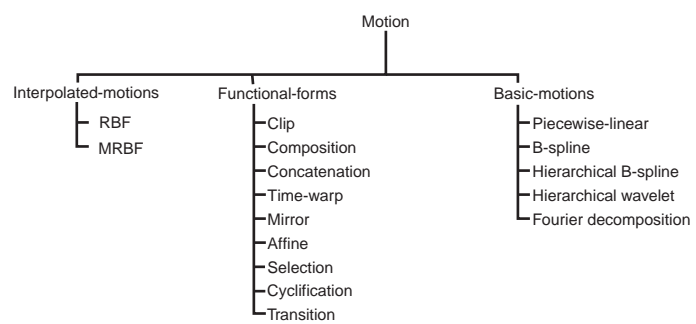 Motion
Interpolated-motions
RBF
MRBF
Functional-forms
Clip
Composition
Concatenation
Time-warp
Mirror
Affine
Selection
Cyclification
Transition
Basic-motions
Piecewise-linear
B-spline
Hierarchical B-spline
Hierarchical wavelet
Fourier decomposition